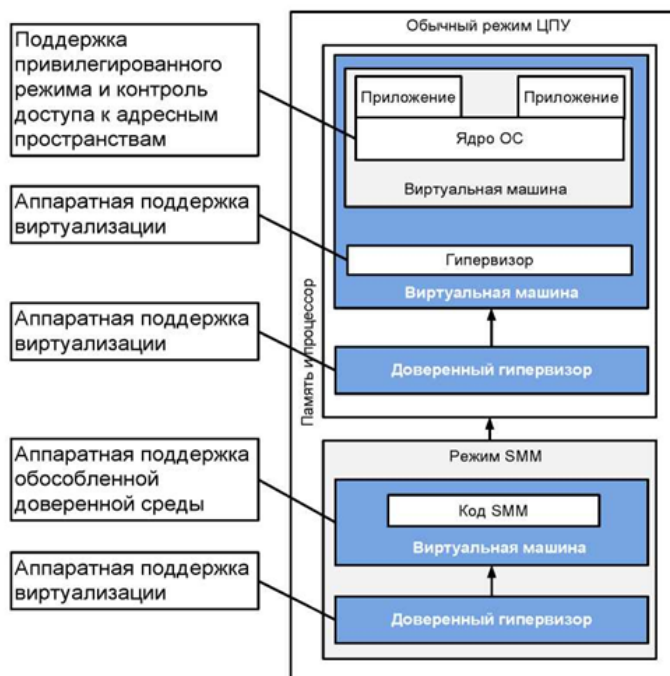 Поддержка
привилегированного
режима и контроль
доступа к адресным
пространствам
Аппаратная поддержка
виртуализации
Аппаратная поддержка
виртуализации
Аппаратная поддержка
обособленной
доверенной среды
Аппаратная поддержка
виртуализации
Память и процессор
Обычный режим ЦПУ
Приложение
Приложение
Ядро ОС
Виртуальная машина
Гипервизор
Виртуальная машина
Доверенный гипервизор
Режим SMM
Код SMM
Виртуальная машина
Доверенный гипервизор